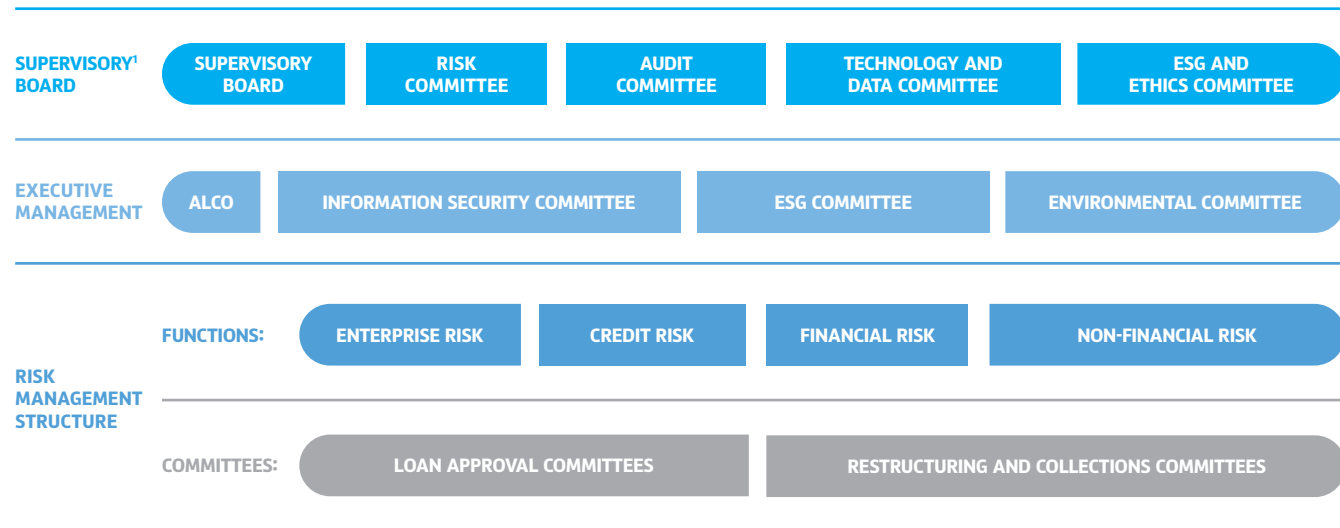 SUPERVISORY¹
BOARD
SUPERVISORY
BOARD
RISK
COMMITTEE
AUDIT
COMMITTEE
TECHNOLOGY AND
DATA COMMITTEE
ESG AND
ETHICS COMMITTEE
EXECUTIVE
MANAGEMENT
ALCO
INFORMATION SECURITY COMMITTEE
ESG COMMITTEE
ENVIRONMENTAL COMMITTEE
RISK
MANAGEMENT
STRUCTURE
FUNCTIONS:
ENTERPRISE RISK
CREDIT RISK
FINANCIAL RISK
NON-FINANCIAL RISK
COMMITTEES:
LOAN APPROVAL COMMITTEES
RESTRUCTURING AND COLLECTIONS COMMITTEES